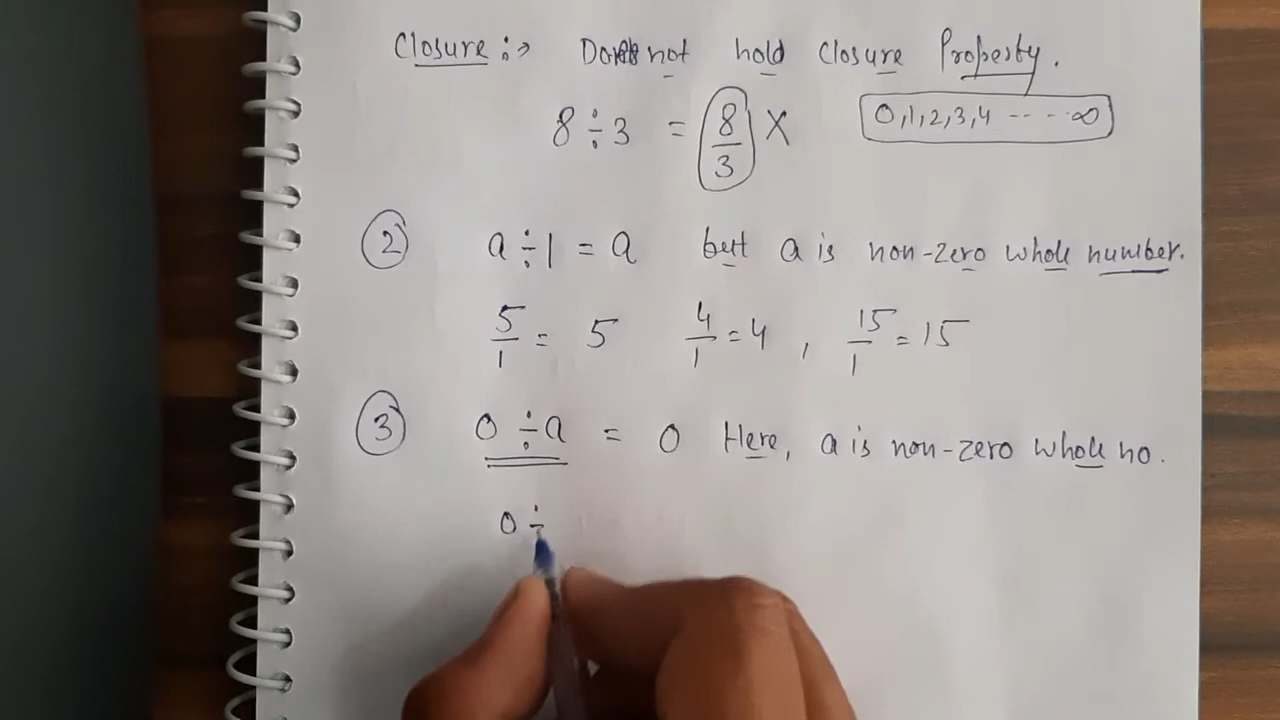 Closure :→ Does not hold Closure Property.
8 ÷ 3 = 8/3 X 0,1,2,3,4 ---- ∞
② a ÷ 1 = a but a is non-zero whole number.
5/1 = 5 4/1 = 4 , 15/1 = 15
③ 0 ÷ a = 0 Here, a is non-zero whole no.
0 ÷